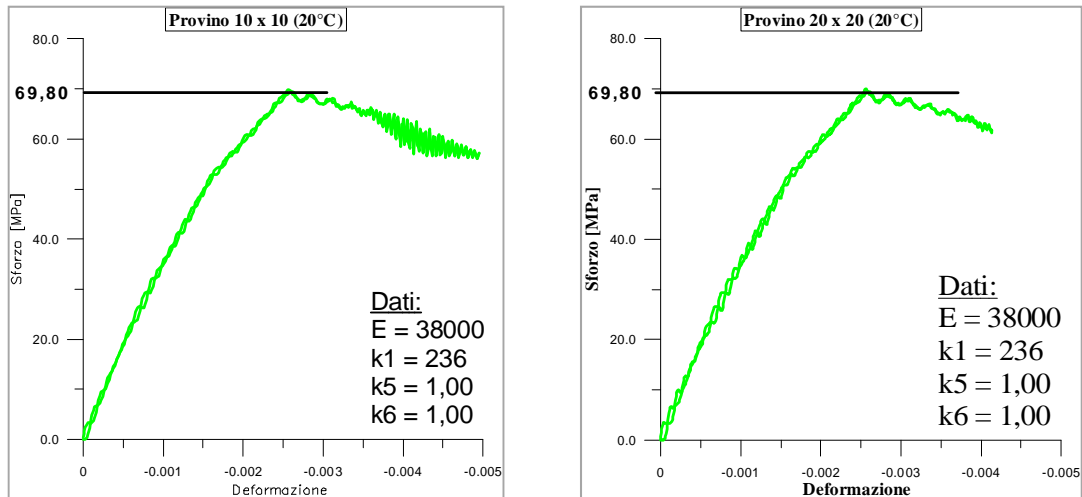 Provino 10 x 10 (20°C)
80.0
69,80
60.0
40.0
20.0
0.0
Sforzo [MPa]
Dati:
E = 38000
k1 = 236
k5 = 1,00
k6 = 1,00
0
-0.001
-0.002
-0.003
-0.004
-0.005
Deformazione
Provino 20 x 20 (20°C)
80.0
69,80
60.0
40.0
20.0
0.0
Sforzo [MPa]
Dati:
E = 38000
k1 = 236
k5 = 1,00
k6 = 1,00
0
-0.001
-0.002
-0.003
-0.004
-0.005
Deformazione